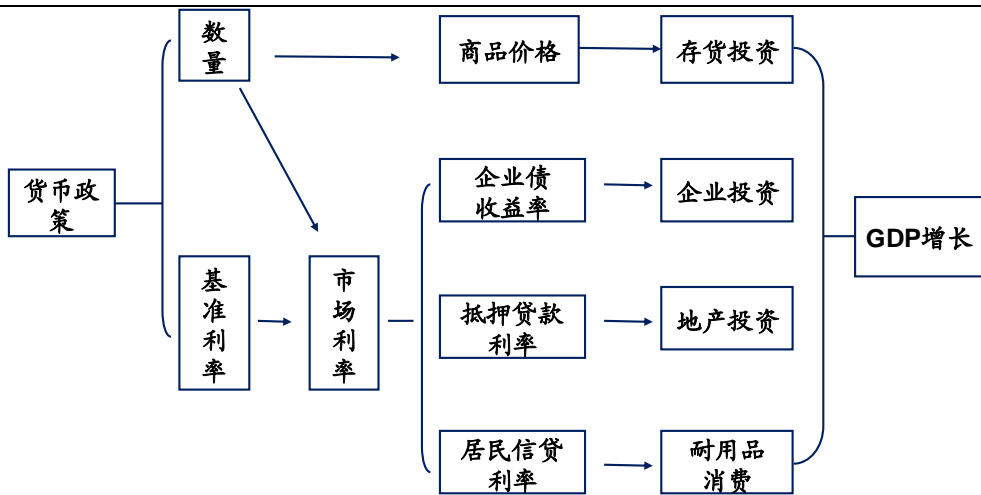 数
量
商品价格
存货投资
货币政
策
企业债
收益率
企业投资
GDP增长
基
准
利
率
市
场
利
率
抵押贷款
利率
地产投资
居民信贷
利率
耐用品
消费